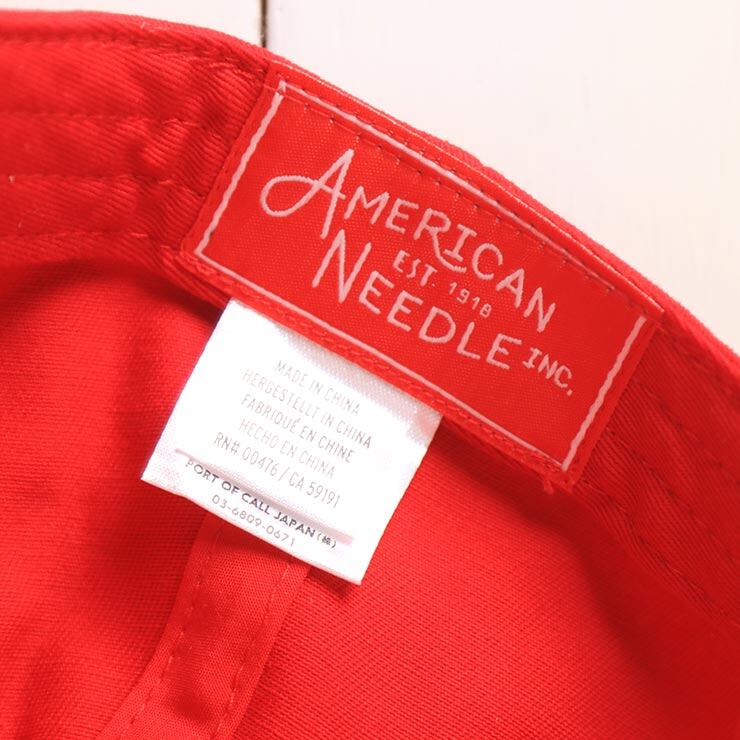 AMERICAN
EST. 1918
NEEDLE INC.
MADE IN CHINA
HERGESTELLT IN CHINA
FABRIQUÉ EN CHINE
HECHO EN CHINA
RN# 00476 / CA 59191
PORT OF CALL JAPAN(株)
03-6809-0671